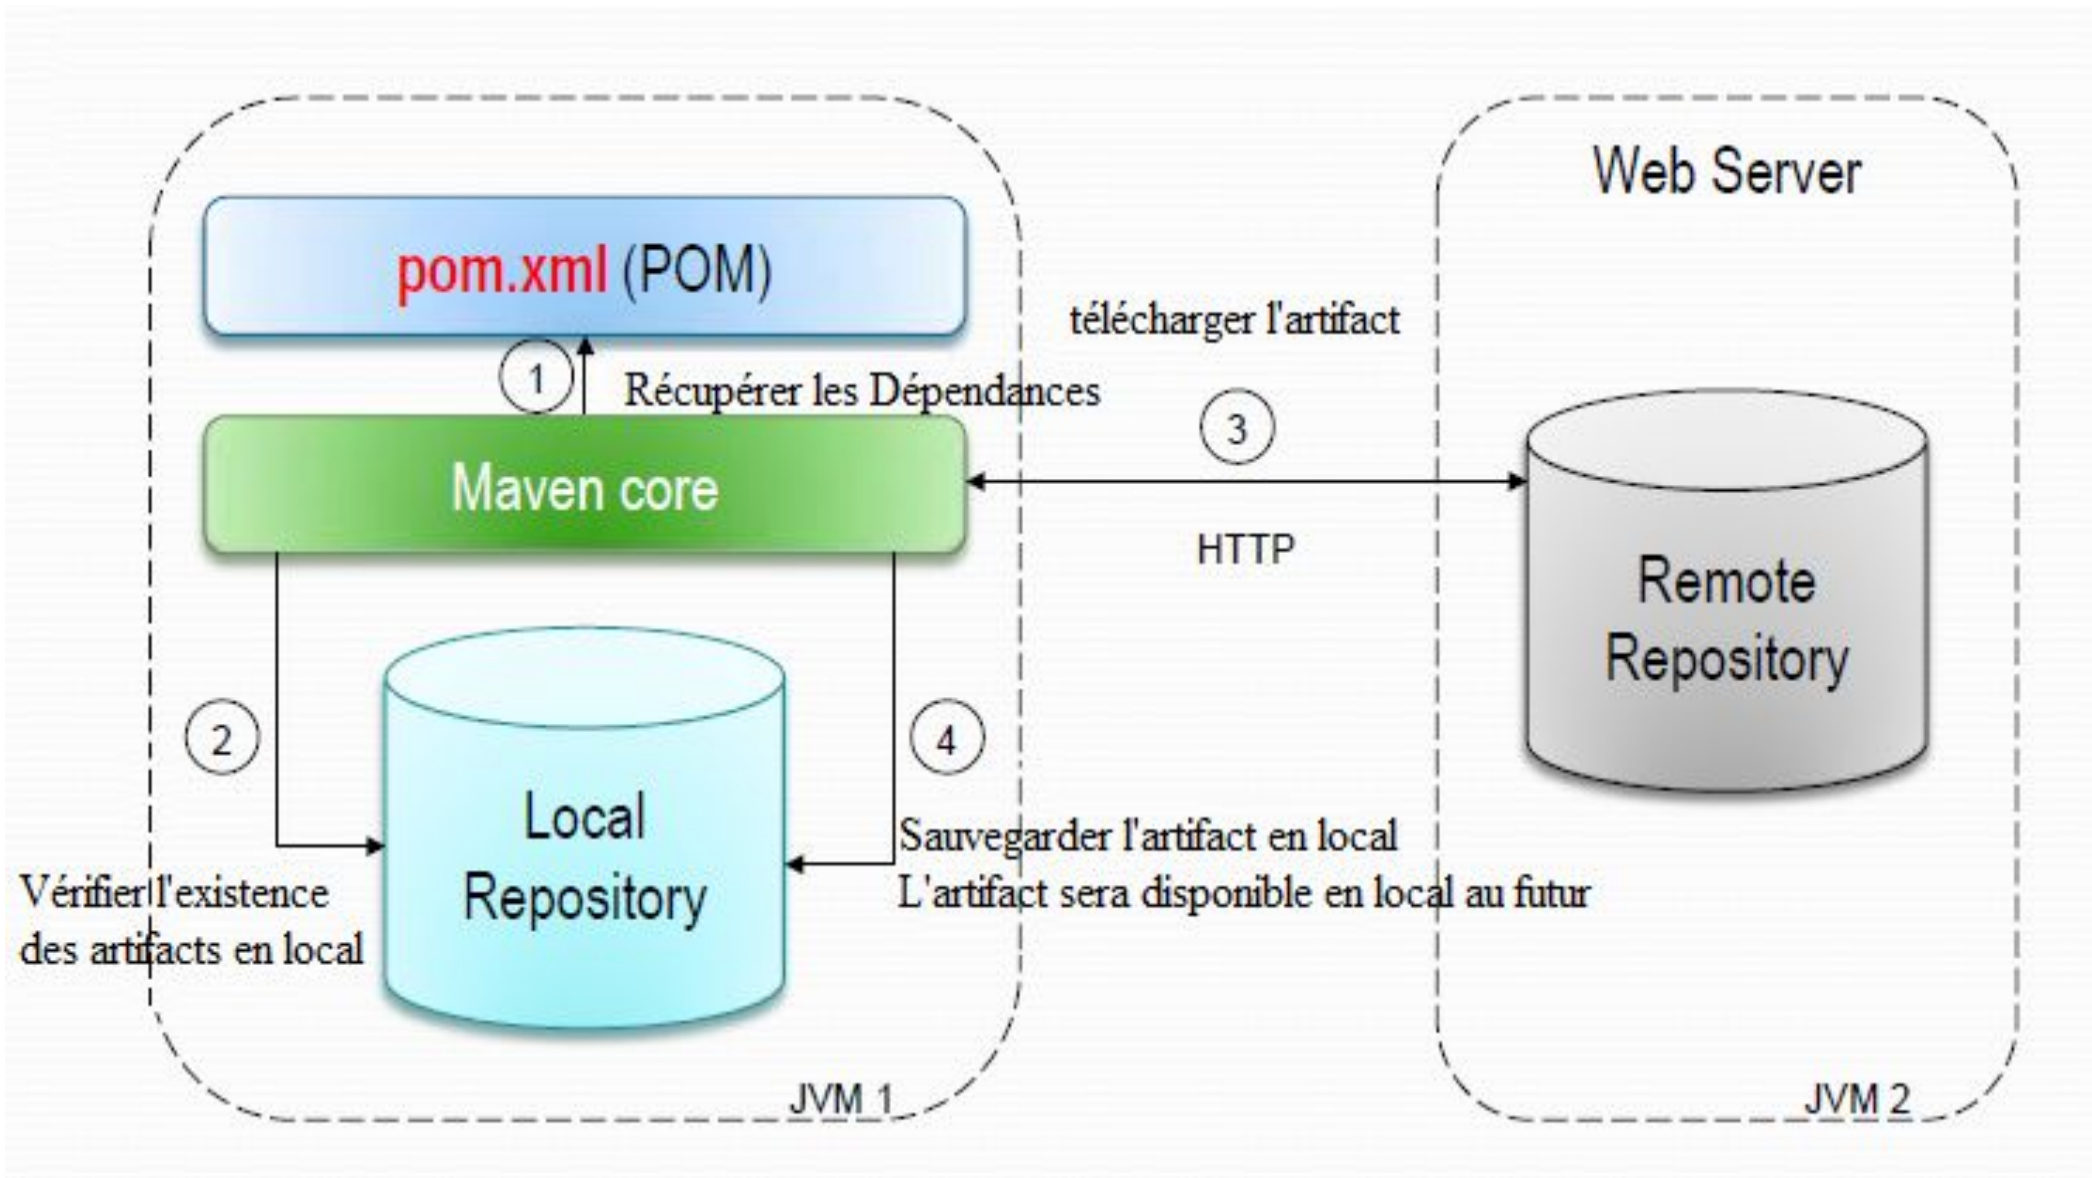 Web Server
pom.xml (POM)
télécharger l'artifact
1
Récupérer les Dépendances
3
Maven core
HTTP
Remote
Repository
2
4
Local
Repository
Sauvegarder l'artifact en local
L'artifact sera disponible en local au futur
Vérifier l'existence
des artifacts en local
JVM 1
JVM 2